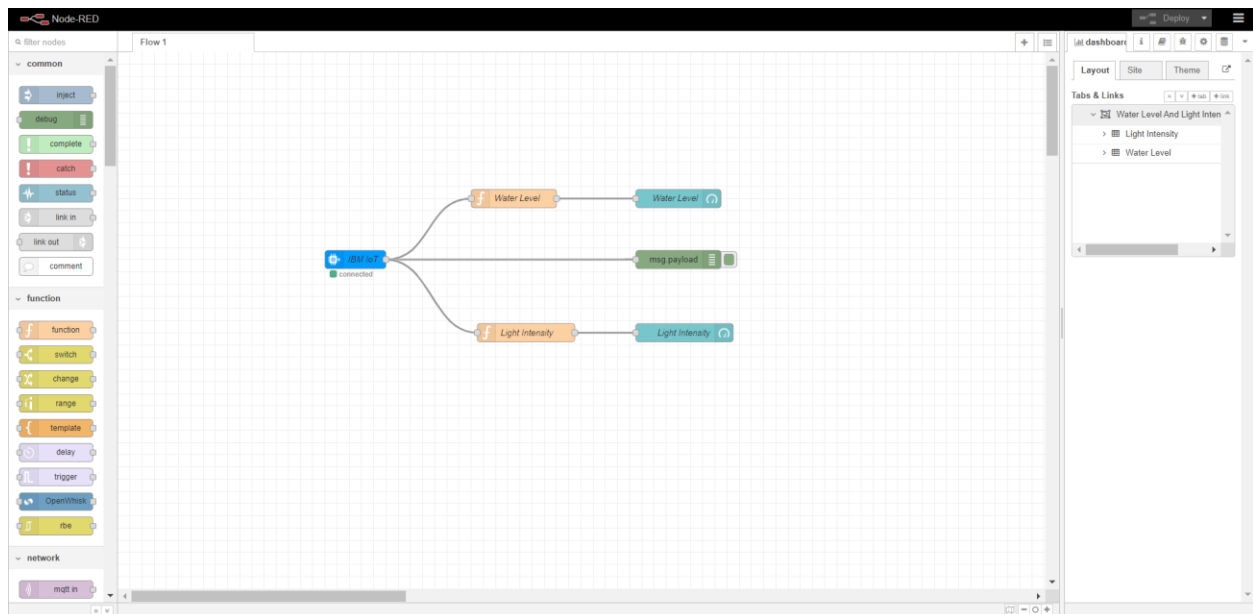 Node-RED
Deploy
filter nodes
Flow 1
dashboard
i
Layout
Site
Theme
Tabs & Links
tab
link
Water Level And Light Inten
Light Intensity
Water Level
common
inject
debug
complete
catch
status
link in
link out
comment
function
function
switch
change
range
template
delay
trigger
OpenWhisk
rbe
network
mqtt in
Water Level
Water Level
IBM IoT
connected
msg.payload
Light Intensity
Light Intensity